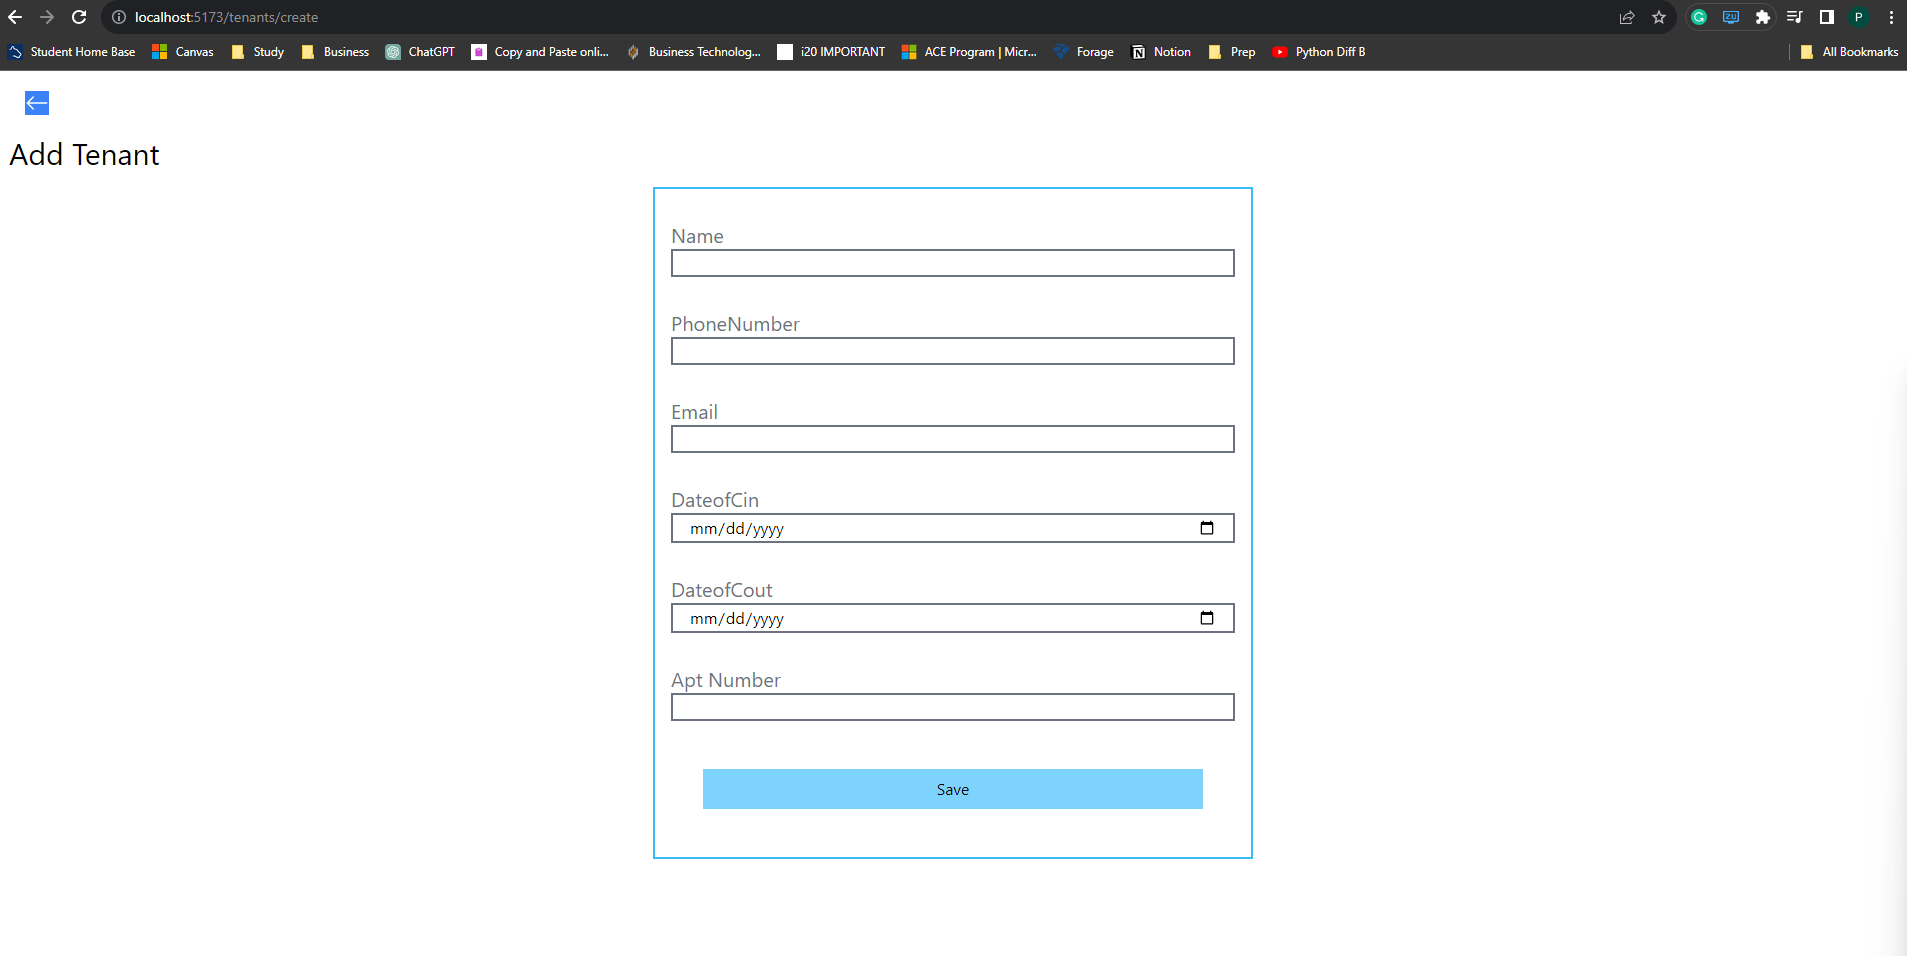 localhost:5173/tenants/create
Student Home Base Canvas Study Business ChatGPT Copy and Paste onli... Business Technolog... i20 IMPORTANT ACE Program | Micr... Forage Notion Prep Python Diff B All Bookmarks
Add Tenant
Name
PhoneNumber
Email
DateofCin
mm/dd/yyyy
DateofCout
mm/dd/yyyy
Apt Number
Save